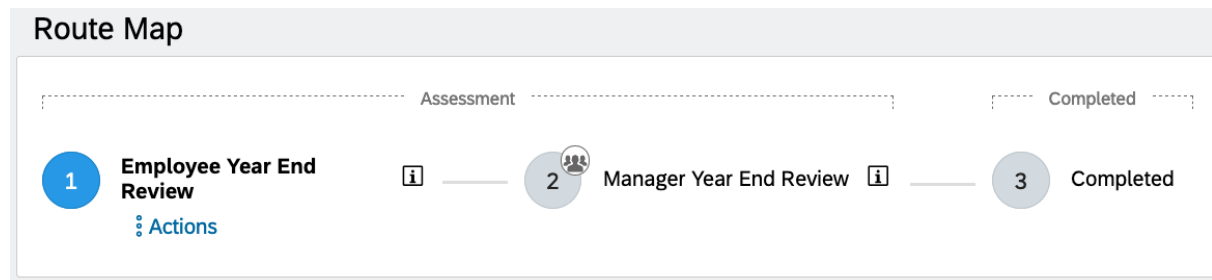 Route Map
Assessment
Completed
1
Employee Year End
Review
i
2
Manager Year End Review
i
3
Completed
Actions